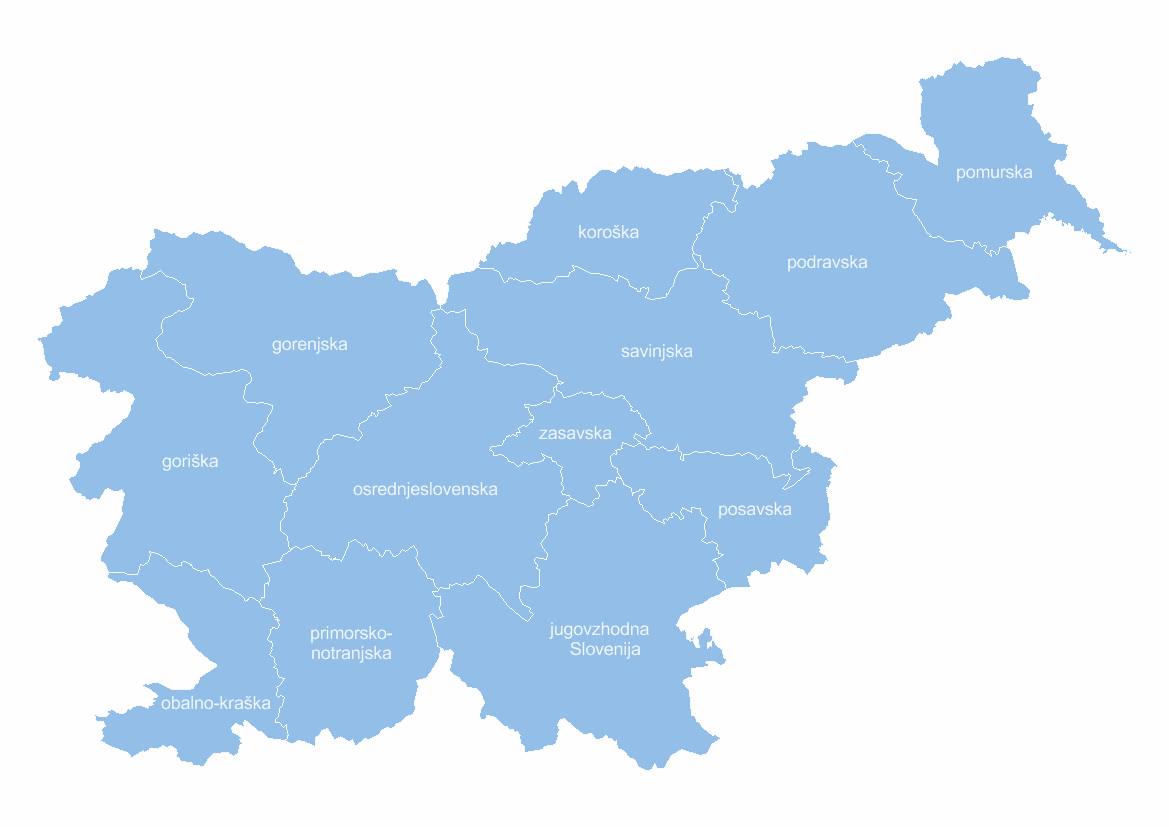 pomurska
koroška
podravska
gorenjska
savinjska
zasavska
goriška
osrednjeslovenska
posavska
primorsko-
notranjska
jugovzhodna
Slovenija
obalno-kraška